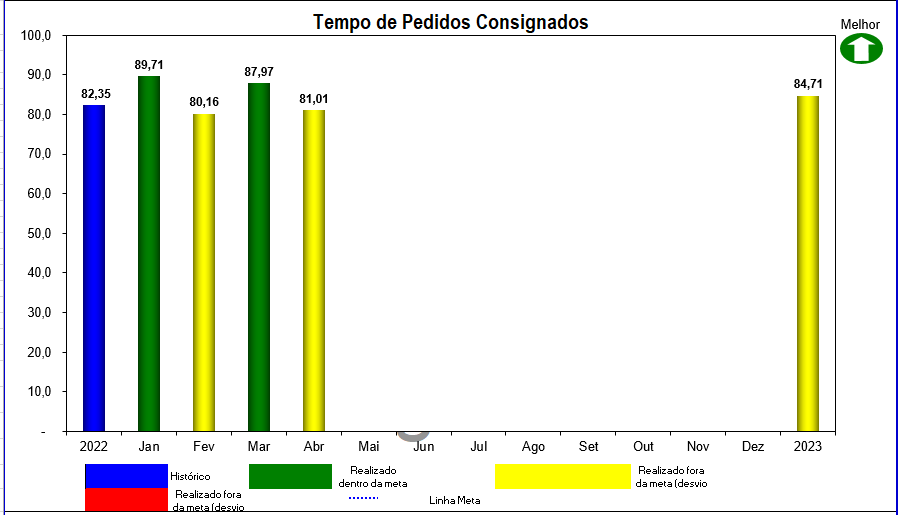 Tempo de Pedidos Consignados
Melhor
100,0
90,0
80,0
70,0
60,0
50,0
40,0
30,0
20,0
10,0
-
82,35
89,71
80,16
87,97
81,01
84,71
2022 Jan Fev Mar Abr Mai Jun Jul Ago Set Out Nov Dez 2023
Histórico
Realizado
dentro da meta
Realizado fora
da meta (desvio
Realizado fora
da meta (desvio
Linha Meta